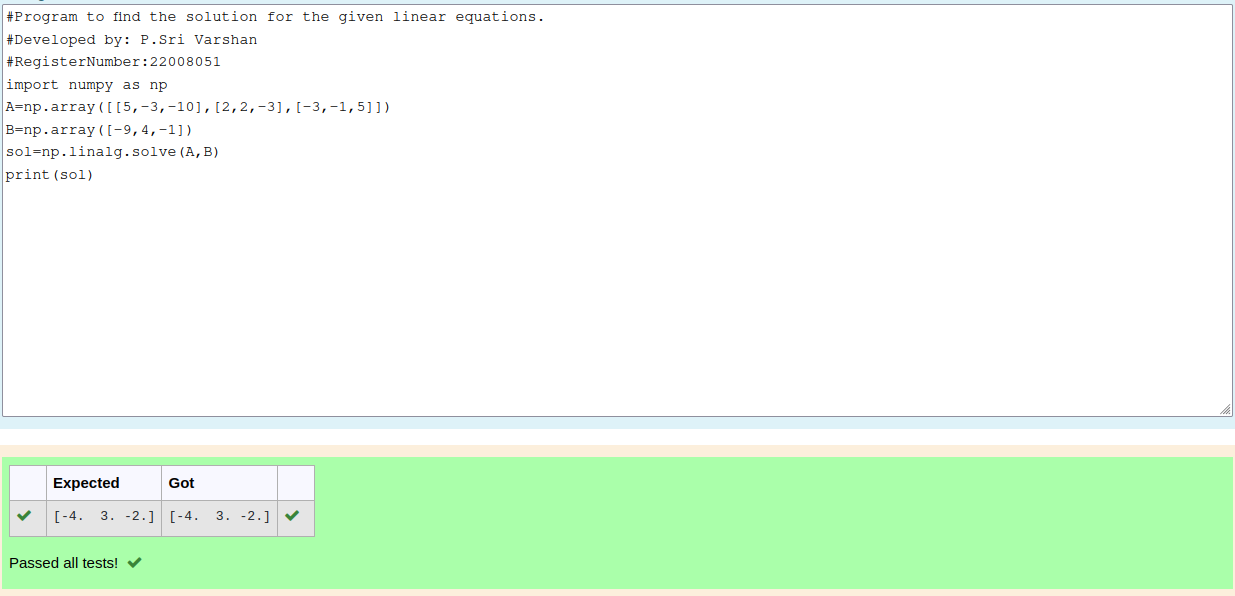 #Program to find the solution for the given linear equations.
#Developed by: P.Sri Varshan
#RegisterNumber:22008051
import numpy as np
A=np.array([[5,-3,-10],[2,2,-3],[-3,-1,5]])
B=np.array([-9,4,-1])
sol=np.linalg.solve(A,B)
print(sol)
Expected Got
[-4.  3. -2.] [-4.  3. -2.]
Passed all tests!